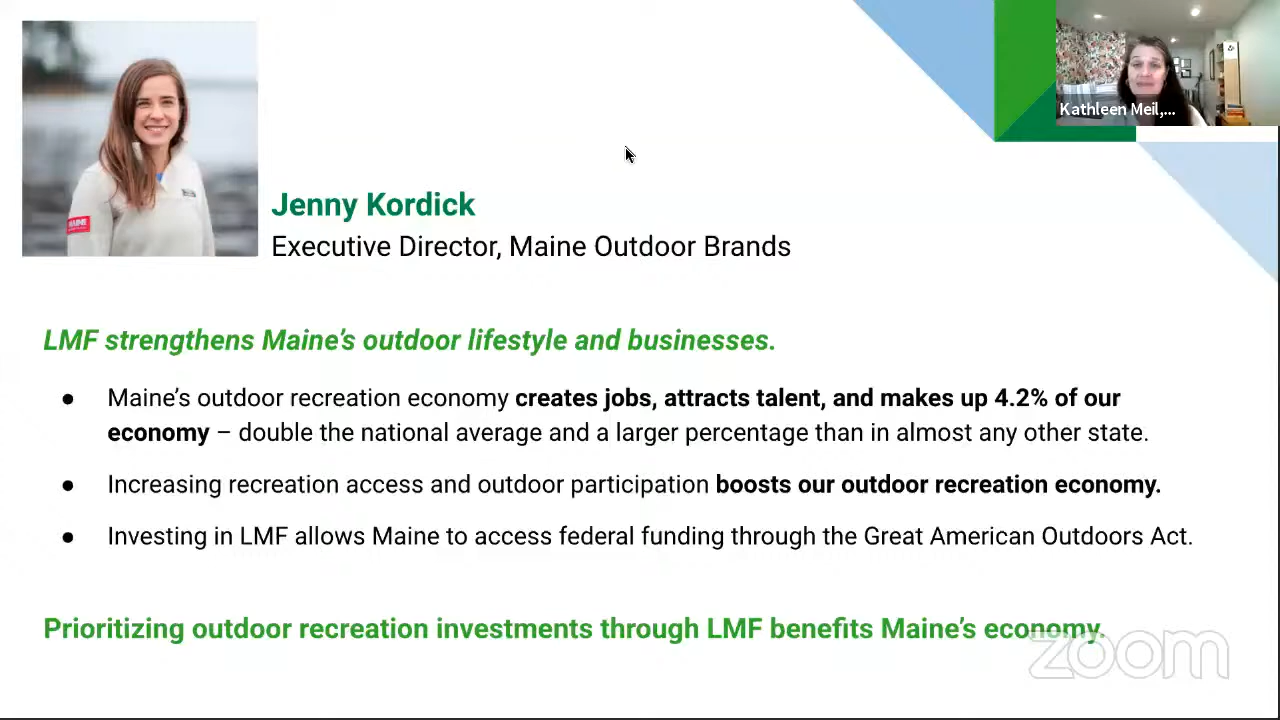 Kathleen Meil,...
MAINE
Jenny Kordick
Executive Director, Maine Outdoor Brands
LMF strengthens Maine’s outdoor lifestyle and businesses.
● Maine’s outdoor recreation economy creates jobs, attracts talent, and makes up 4.2% of our
economy – double the national average and a larger percentage than in almost any other state.
● Increasing recreation access and outdoor participation boosts our outdoor recreation economy.
● Investing in LMF allows Maine to access federal funding through the Great American Outdoors Act.
Prioritizing outdoor recreation investments through LMF benefits Maine’s economy.
zoom